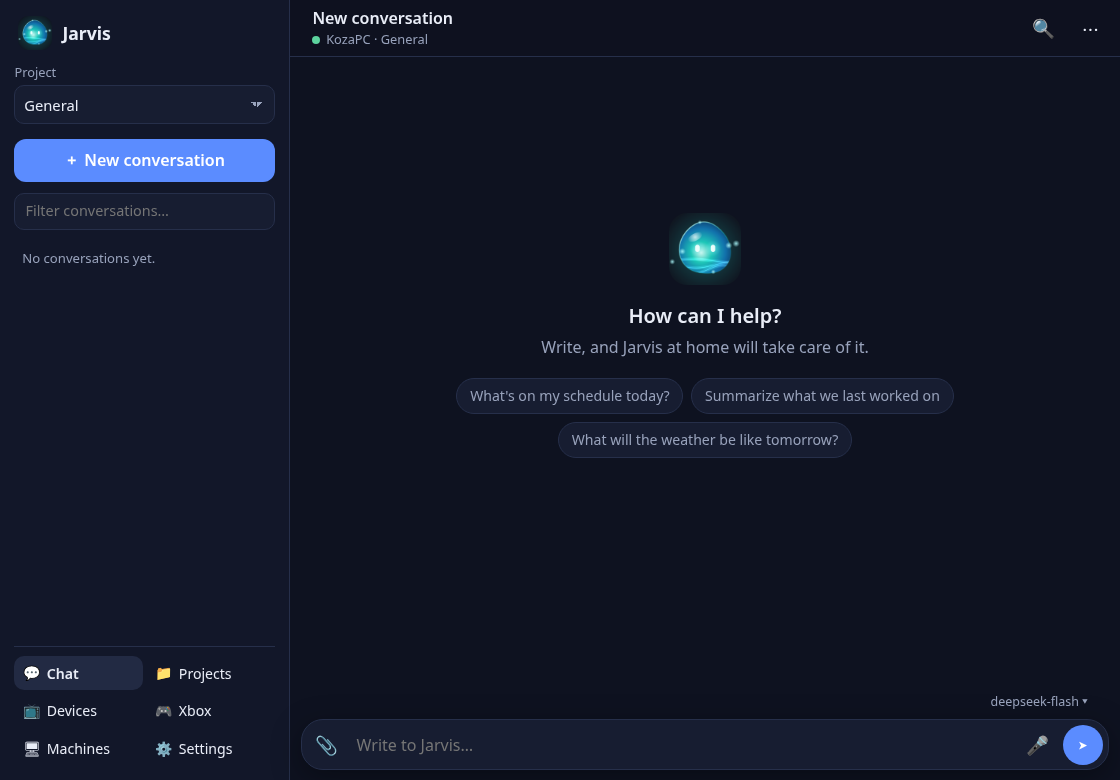 Jarvis
Project
General
+ New conversation
Filter conversations...
No conversations yet.
Chat
Projects
Devices
Xbox
Machines
Settings
New conversation
KozaPC · General
How can I help?
Write, and Jarvis at home will take care of it.
What's on my schedule today?
Summarize what we last worked on
What will the weather be like tomorrow?
deepseek-flash
Write to Jarvis...